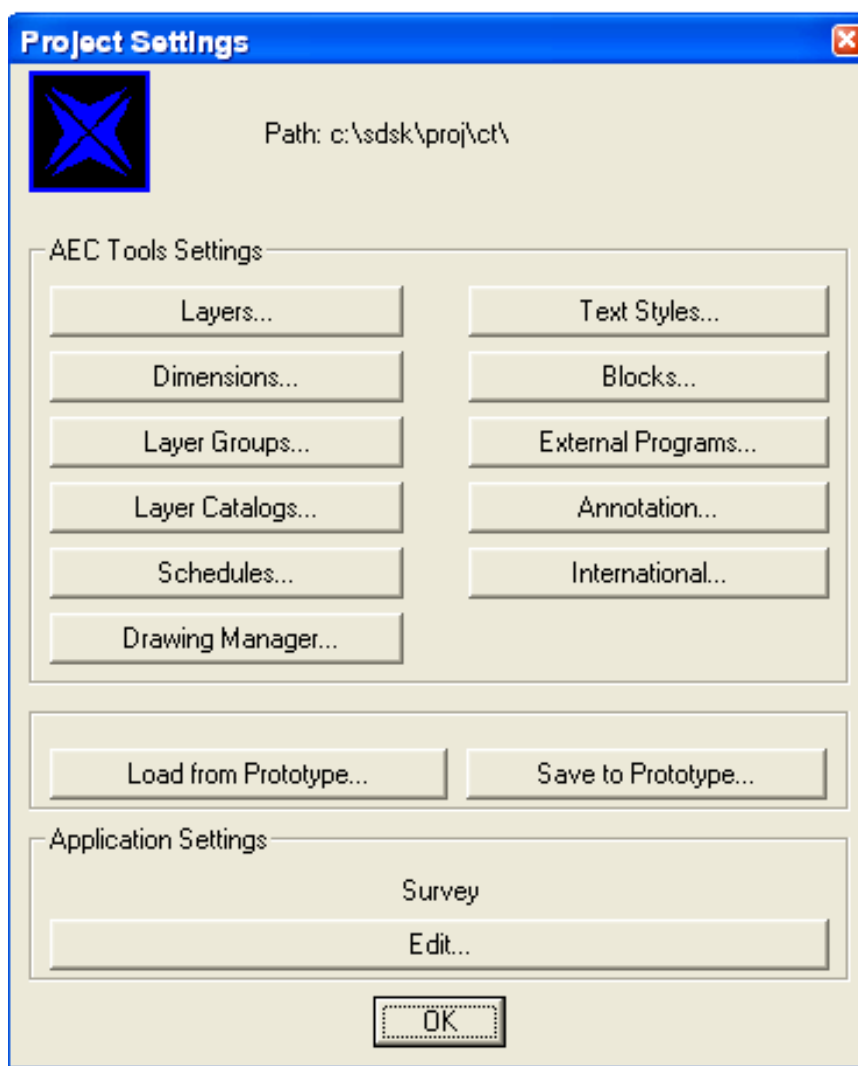 Project Settings
Path: c:\sdsk\proj\ct\
AEC Tools Settings
Layers...
Text Styles...
Dimensions...
Blocks...
Layer Groups...
External Programs...
Layer Catalogs...
Annotation...
Schedules...
International...
Drawing Manager...
Load from Prototype...
Save to Prototype...
Application Settings
Survey
Edit...
OK